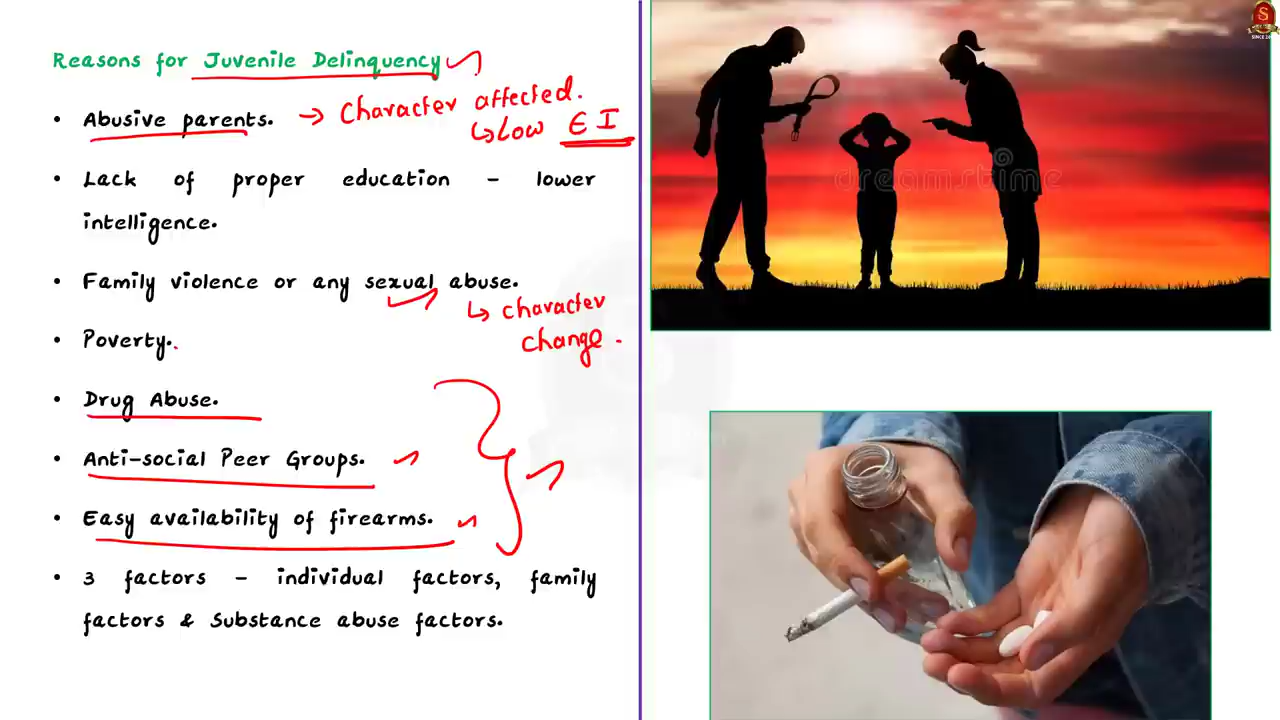 Reasons for Juvenile Delinquency
• Abusive parents. → Character affected.
↳ Low E I
• Lack of proper education - lower
intelligence.
• Family violence or any sexual abuse.
↳ character
change.
• Poverty.
• Drug Abuse.
• Anti-social Peer Groups.
• Easy availability of firearms.
• 3 factors - individual factors, family
factors & Substance abuse factors.
S
dreamstime